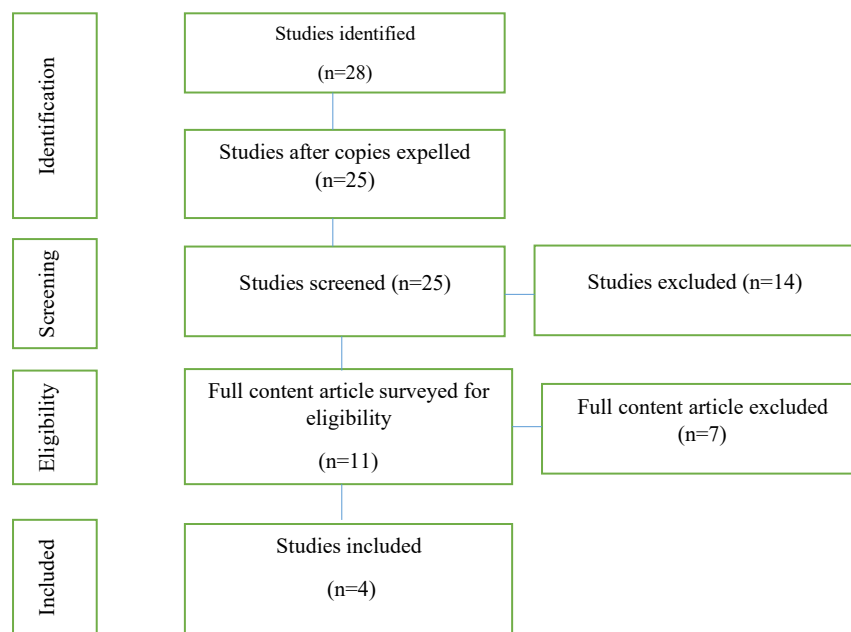 Identification
Studies identified
(n=28)
Studies after copies expelled
(n=25)
Screening
Studies screened (n=25)
Studies excluded (n=14)
Eligibility
Full content article surveyed for
eligibility
(n=11)
Full content article excluded
(n=7)
Included
Studies included
(n=4)